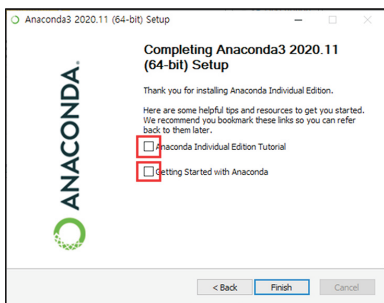 Anaconda3 2020.11 (64-bit) Setup
Completing Anaconda3 2020.11
(64-bit) Setup
Thank you for installing Anaconda Individual Edition.
Here are some helpful tips and resources to get you started.
We recommend you bookmark these links so you can refer
back to them later.
Anaconda Individual Edition Tutorial
Getting Started with Anaconda
ANACONDA.
< Back
Finish
Cancel